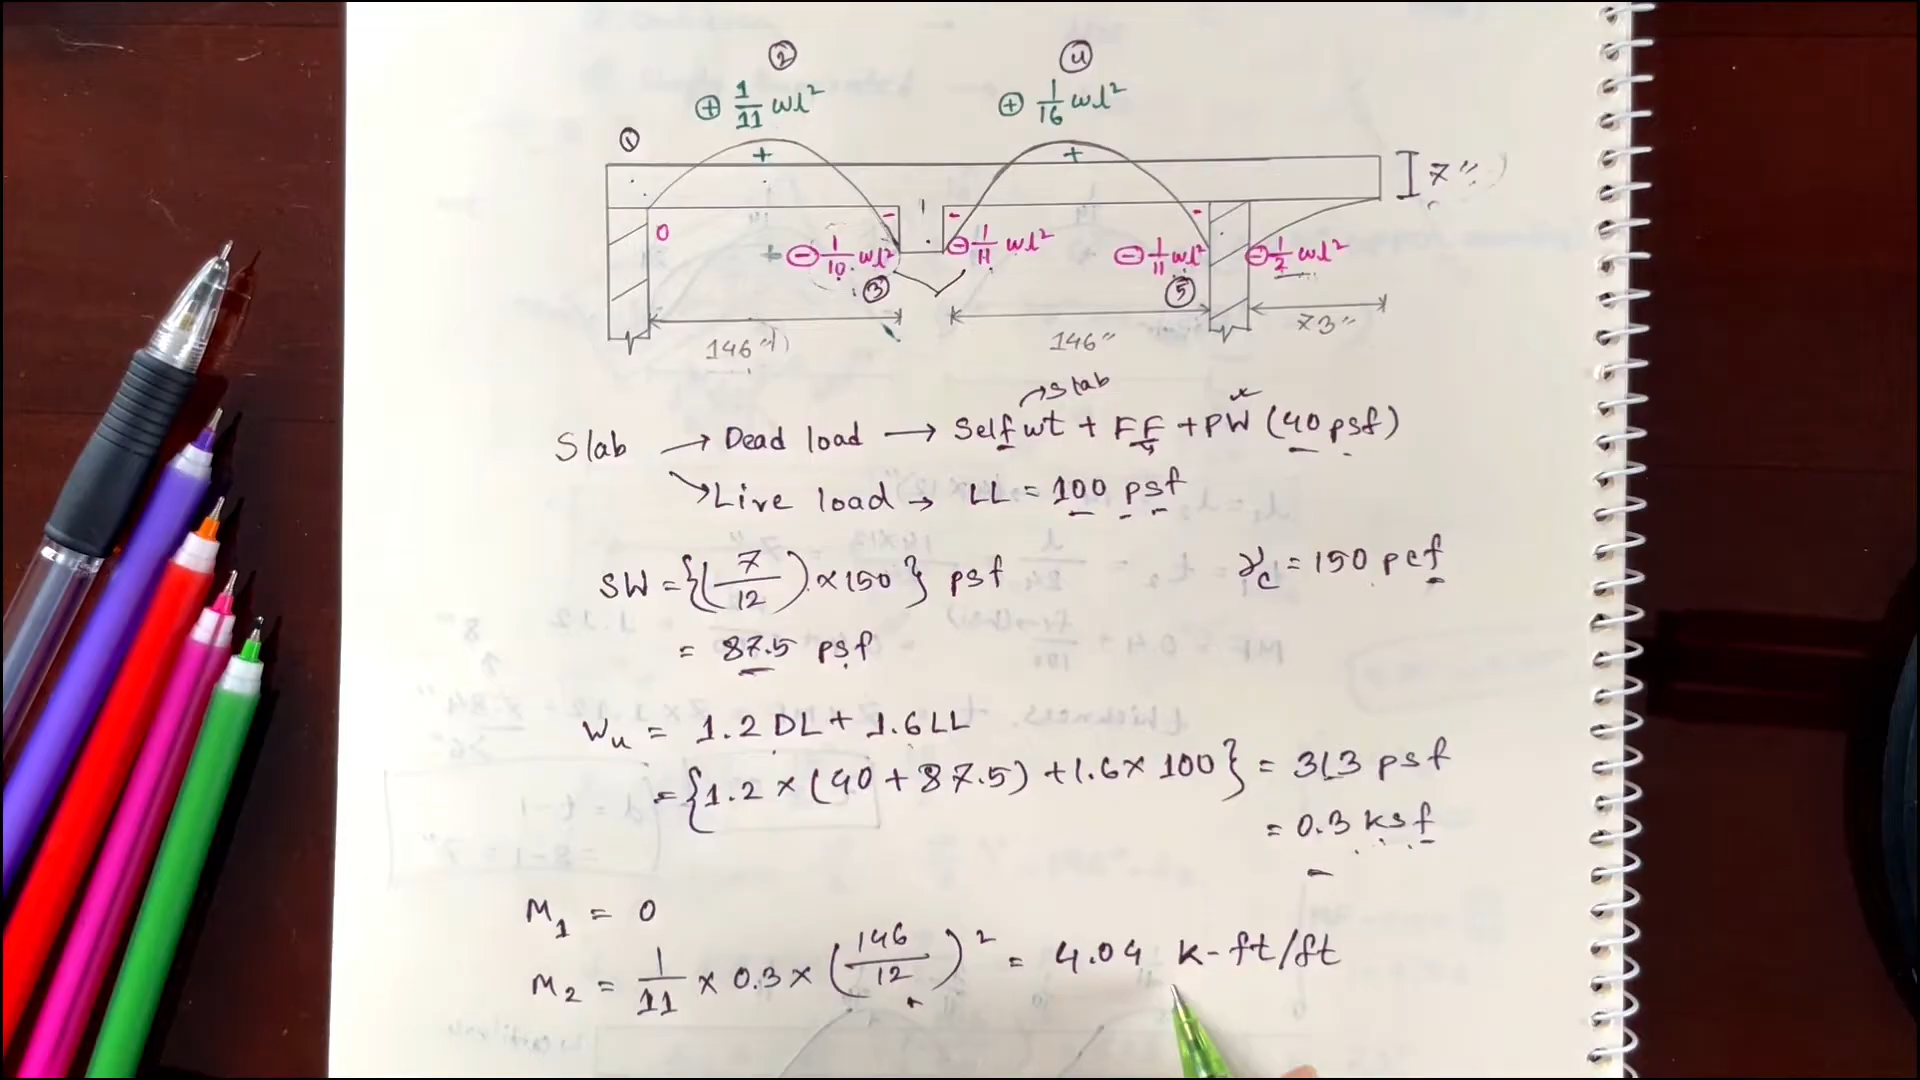 ② ④
⊕ 1/11 wl² ⊕ 1/16 wl²
①
+ +
7"
- - -
0 ⊖ 1/10 wl² ⊖ 1/11 wl² ⊖ 1/11 wl² ⊖ 1/2 wl²
③ ⑤
146" 146" 73"
→ Slab
Slab → Dead load → Self wt + FF + PW (40 psf)
→ Live load → LL = 100 psf
SW = {(7/12) × 150} psf γc = 150 pcf
= 87.5 psf
Wu = 1.2 DL + 1.6 LL
= {1.2 × (40 + 87.5) + 1.6 × 100} = 313 psf
= 0.3 ksf
M1 = 0
M2 = 1/11 × 0.3 × (146/12)² = 4.04 k-ft/ft